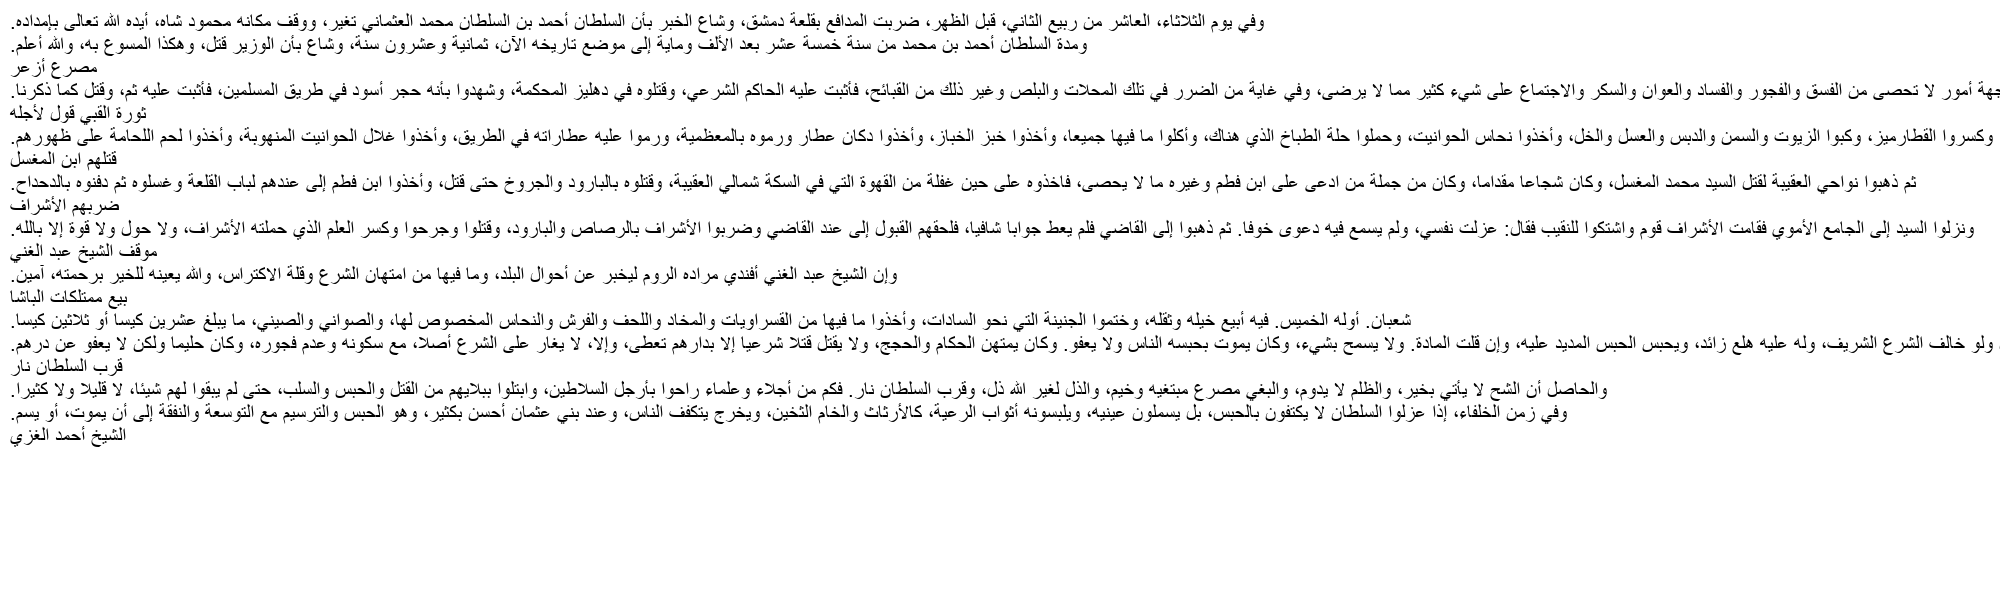 وفي يوم الثلاثاء، العاشر من ربيع الثاني، قبل الظهر، ضربت المدافع بقلعة دمشق، وشاع الخبر بأن السلطان أحمد بن السلطان محمد العثماني تغير، ووقف مكانه محمود شاه، أيده الله تعالى بإمداده.
ومدة السلطان أحمد بن محمد من سنة خمسة عشر بعد الألف وماية إلى موضع تاريخه الآن، ثمانية وعشرون سنة، وشاع بأن الوزير قتل، وهكذا المسوع به، والله أعلم.
مصرع أزعر
جهة أمور لا تحصى من الفسق والفجور والفساد والعوان والسكر والاجتماع على شيء كثير مما لا يرضى، وفي غاية من الضرر في تلك المحلات والبلص وغير ذلك من القبائح، فأثبت عليه الحاكم الشرعي، وقتلوه في دهليز المحكمة، وشهدوا بأنه حجر أسود في طريق المسلمين، فأثبت عليه ثم، وقتل كما ذكرنا.
ثورة القبي قول لأجله
وكسروا القطارميز، وكبوا الزيوت والسمن والدبس والعسل والخل، وأخذوا نحاس الحوانيت، وحملوا حلة الطباخ الذي هناك، وأكلوا ما فيها جميعا، وأخذوا خبز الخباز، وأخذوا دكان عطار ورموه بالمعظمية، ورموا عليه عطاراته في الطريق، وأخذوا غلال الحوانيت المنهوبة، وأخذوا لحم اللحامة على ظهورهم.
قتلهم ابن المغسل
ثم ذهبوا نواحي العقيبة لقتل السيد محمد المغسل، وكان شجاعا مقداما، وكان من جملة من ادعى على ابن فطم وغيره ما لا يحصى، فاخذوه على حين غفلة من القهوة التي في السكة شمالي العقيبة، وقتلوه بالبارود والجروخ حتى قتل، وأخذوا ابن فطم إلى عندهم لباب القلعة وغسلوه ثم دفنوه بالدحداح.
ضربهم الأشراف
ونزلوا السيد إلى الجامع الأموي فقامت الأشراف قوم واشتكوا للنقيب فقال: عزلت نفسي، ولم يسمع فيه دعوى خوفا. ثم ذهبوا إلى القاضي فلم يعط جوابا شافيا، فلحقهم القبول إلى عند القاضي وضربوا الأشراف بالرصاص والبارود، وقتلوا وجرحوا وكسر العلم الذي حملته الأشراف، ولا حول ولا قوة إلا بالله.
موقف الشيخ عبد الغني
وإن الشيخ عبد الغني أفندي مراده الروم ليخبر عن أحوال البلد، وما فيها من امتهان الشرع وقلة الاكتراس، والله يعينه للخير برحمته، آمين.
بيع ممتلكات الباشا
شعبان. أوله الخميس. فيه أبيع خيله وثقله، وختموا الجنينة التي نحو السادات، وأخذوا ما فيها من القسراويات والمخاد واللحف والفرش والنحاس المخصوص لها، والصواني والصيني، ما يبلغ عشرين كيسا أو ثلاثين كيسا.
ولو خالف الشرع الشريف، وله عليه هلع زائد، ويحبس الحبس المديد عليه، وإن قلت المادة. ولا يسمح بشيء، وكان يموت بحبسه الناس ولا يعفو. وكان يمتهن الحكام والحجج، ولا يقتل قتلا شرعيا إلا بدارهم تعطى، وإلا، لا يغار على الشرع أصلا، مع سكونه وعدم فجوره، وكان حليما ولكن لا يعفو عن درهم.
قرب السلطان نار
والحاصل أن الشح لا يأتي بخير، والظلم لا يدوم، والبغي مصرع مبتغيه وخيم، والذل لغير الله ذل، وقرب السلطان نار. فكم من أجلاء وعلماء راحوا بأرجل السلاطين، وابتلوا ببلايهم من القتل والحبس والسلب، حتى لم يبقوا لهم شيئا، لا قليلا ولا كثيرا.
وفي زمن الخلفاء، إذا عزلوا السلطان لا يكتفون بالحبس، بل يسملون عينيه، ويلبسونه أثواب الرعية، كالأرثاث والخام الثخين، ويخرج يتكفف الناس، وعند بني عثمان أحسن بكثير، وهو الحبس والترسيم مع التوسعة والنفقة إلى أن يموت، أو يسم.
الشيخ أحمد الغزي